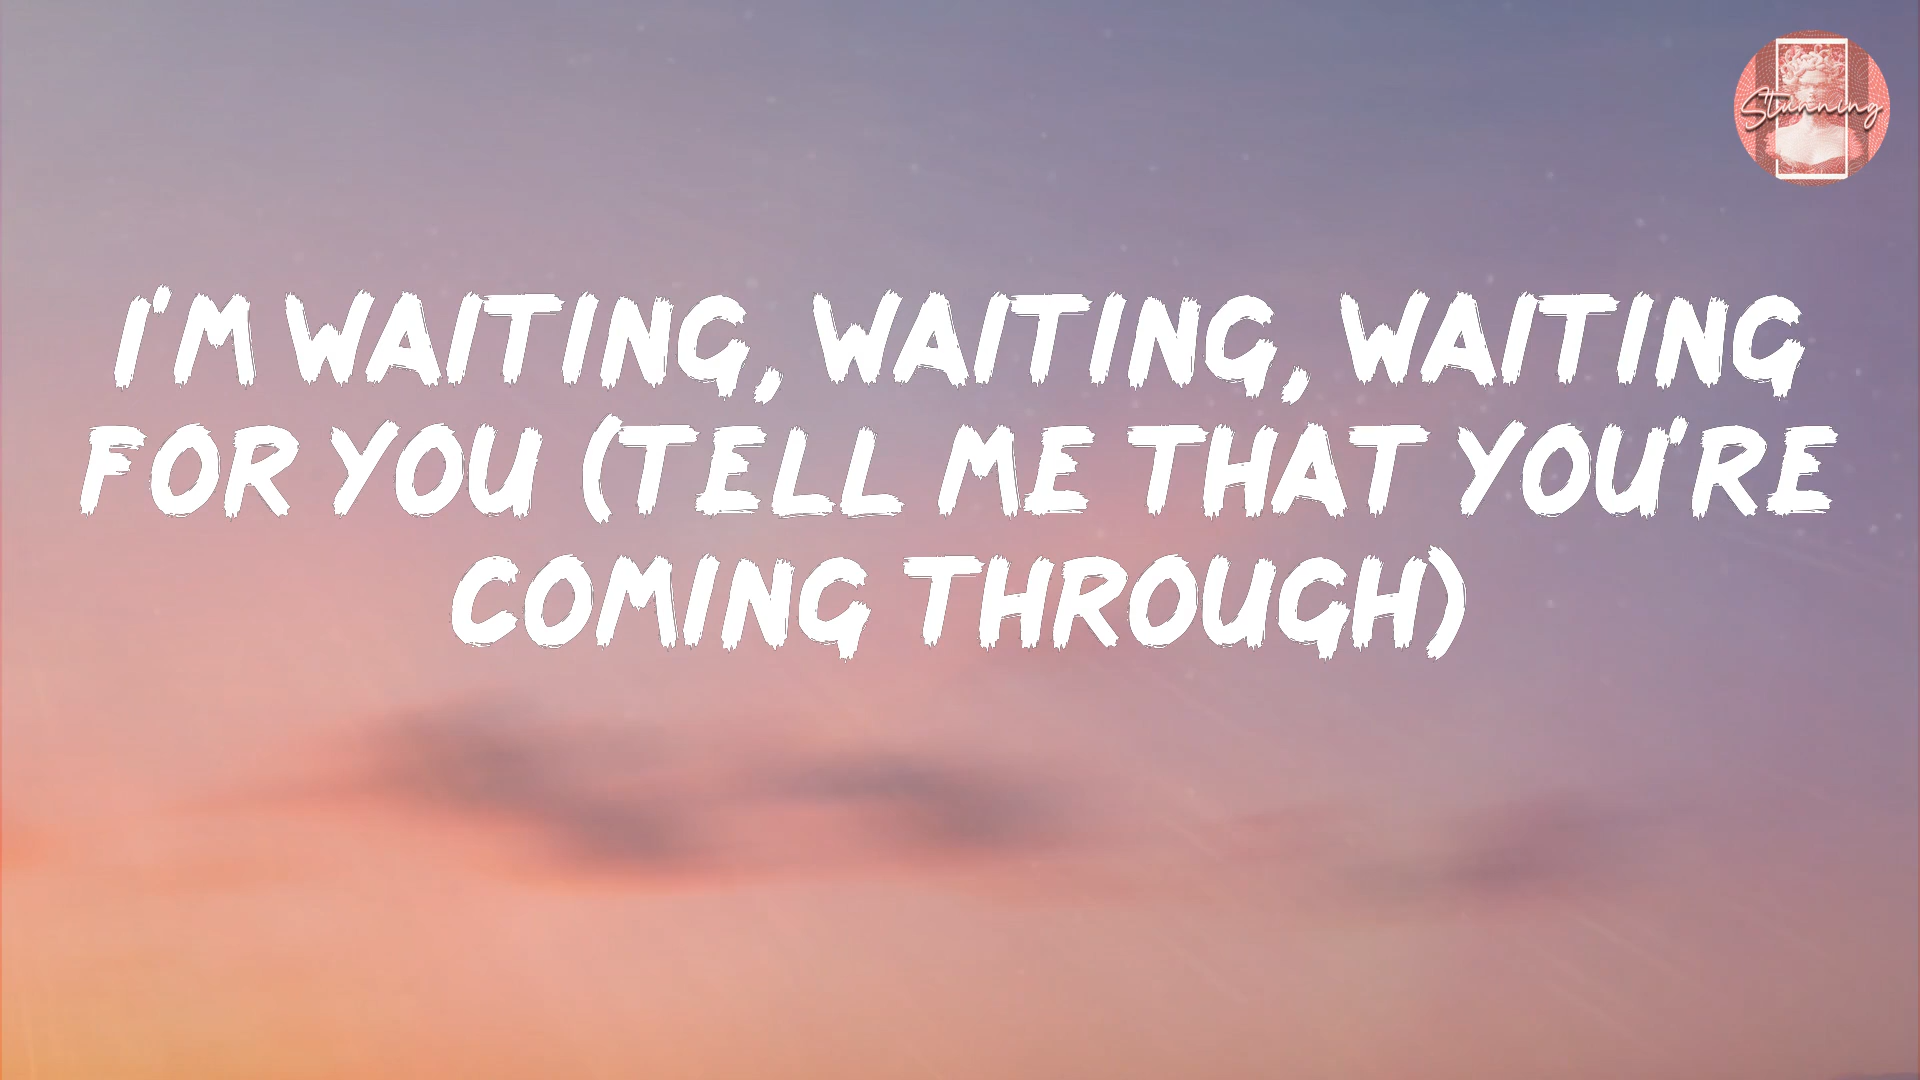 Stunning
I'M WAITING, WAITING, WAITING
FOR YOU (TELL ME THAT YOU'RE
COMING THROUGH)